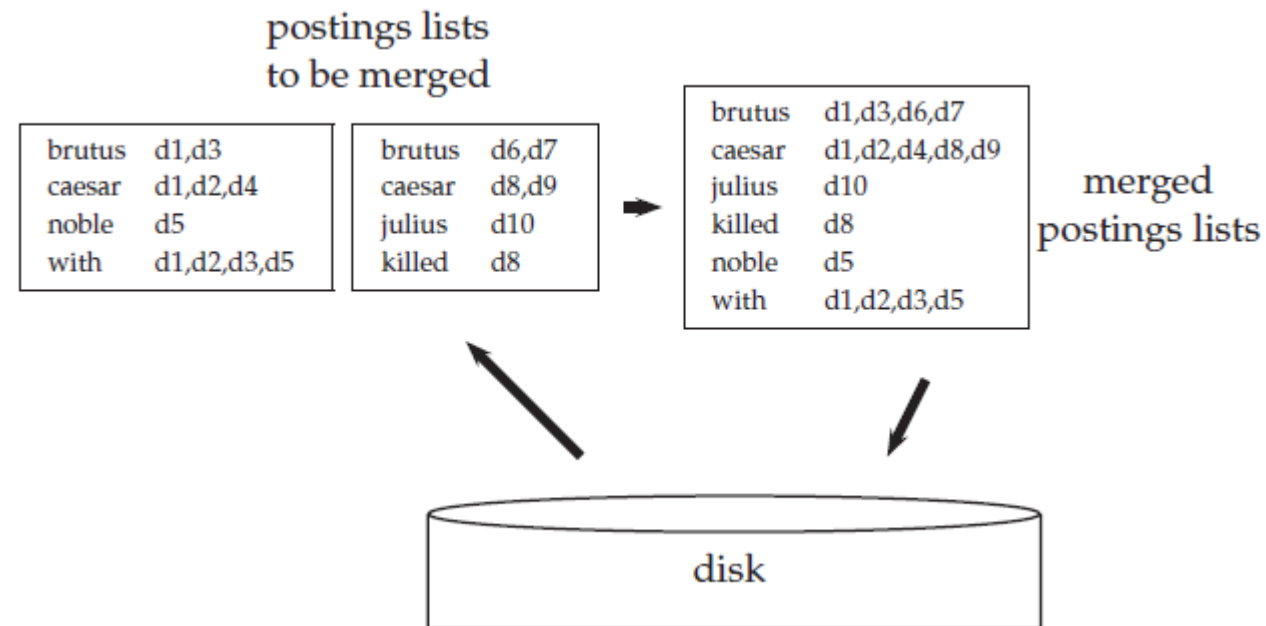 postings lists
to be merged
brutus d1,d3
caesar d1,d2,d4
noble d5
with d1,d2,d3,d5
brutus d6,d7
caesar d8,d9
julius d10
killed d8
brutus d1,d3,d6,d7
caesar d1,d2,d4,d8,d9
julius d10
killed d8
noble d5
with d1,d2,d3,d5
merged
postings lists
disk